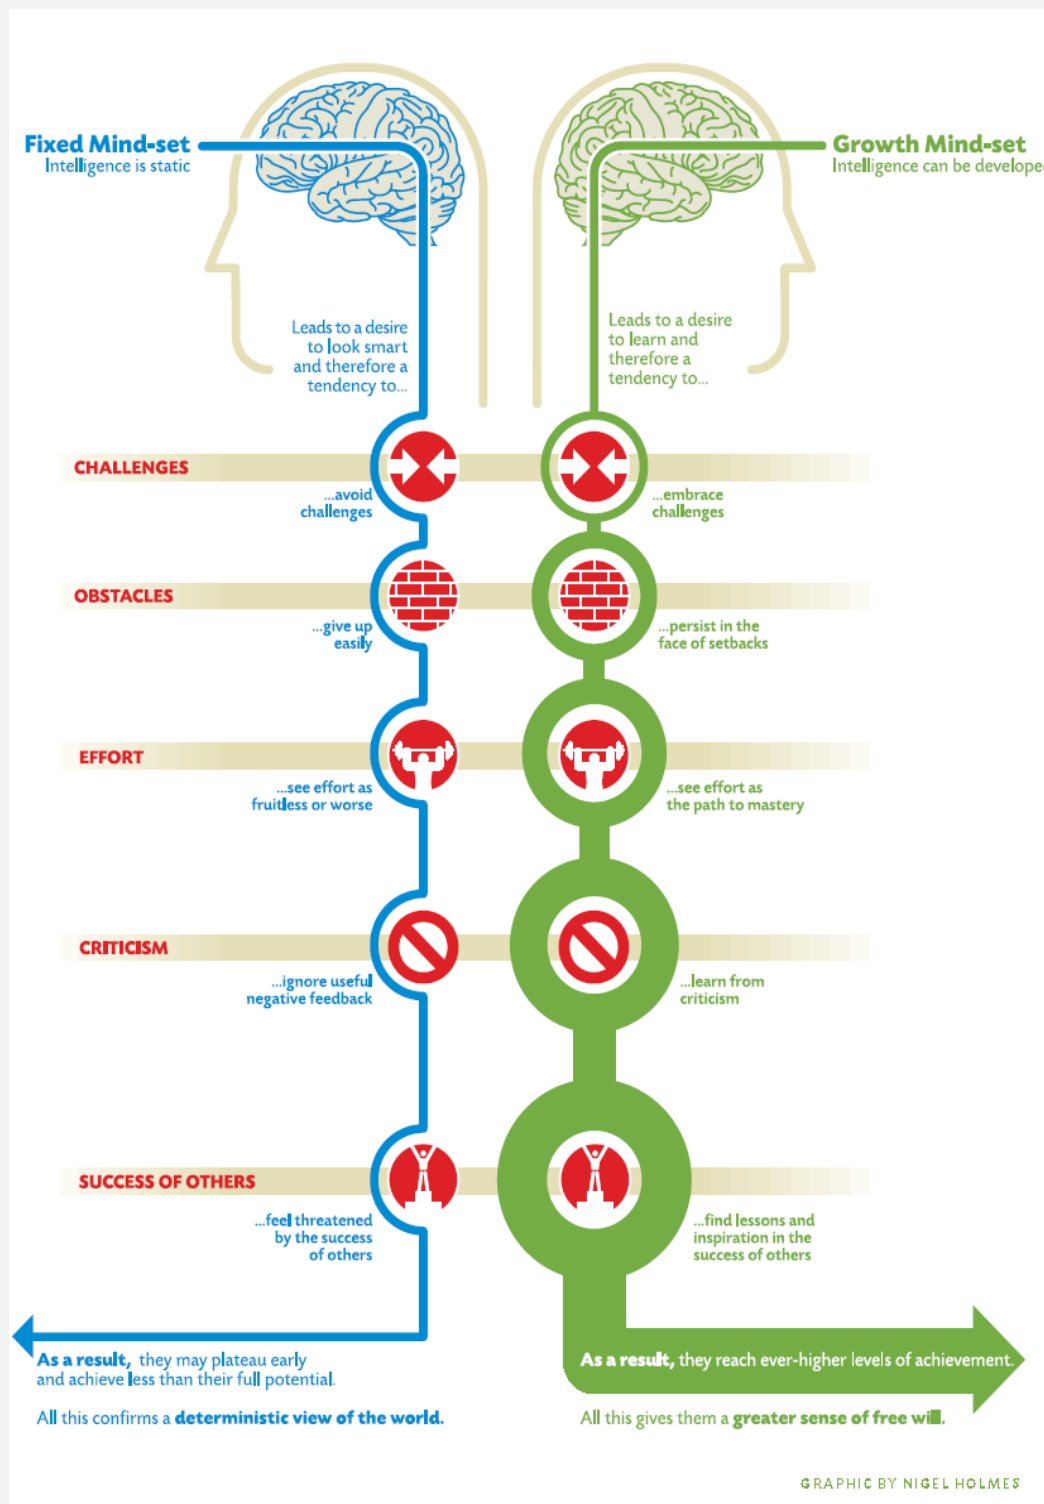 Fixed Mind-set
Intelligence is static
Growth Mind-set
Intelligence can be develope
Leads to a desire
to look smart
and therefore a
tendency to...
Leads to a desire
to learn and
therefore a
tendency to...
CHALLENGES
...avoid
challenges
...embrace
challenges
OBSTACLES
...give up
easily
...persist in the
face of setbacks
EFFORT
...see effort as
fruitless or worse
...see effort as
the path to mastery
CRITICISM
...ignore useful
negative feedback
...learn from
criticism
SUCCESS OF OTHERS
...feel threatened
by the success
of others
...find lessons and
inspiration in the
success of others
As a result, they may plateau early
and achieve less than their full potential.
All this confirms a deterministic view of the world.
As a result, they reach ever-higher levels of achievement.
All this gives them a greater sense of free will.
GRAPHIC BY NIGEL HOLMES